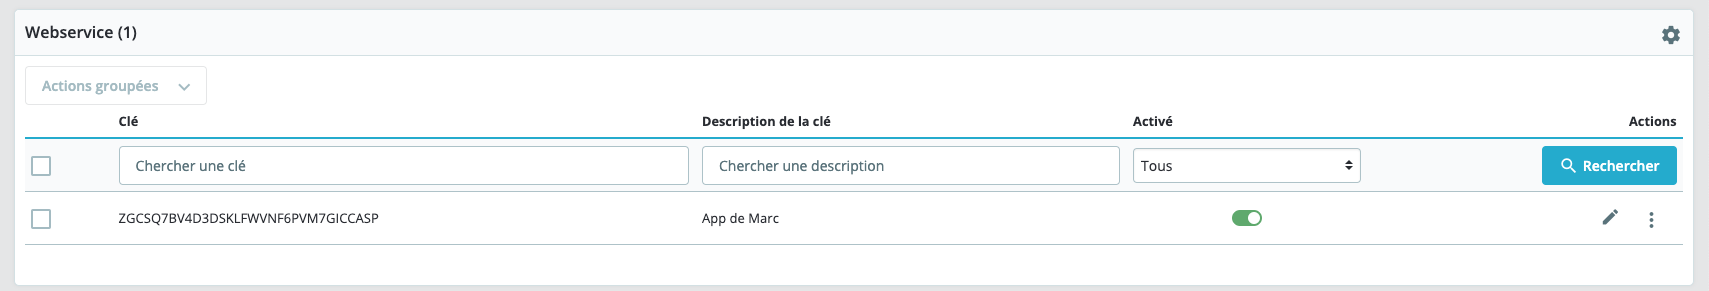 Webservice (1)
Actions groupées
Clé Description de la clé Activé Actions
Chercher une clé Chercher une description Tous Rechercher
ZGCSQ7BV4D3DSKLFWVNF6PVM7GICCASP App de Marc